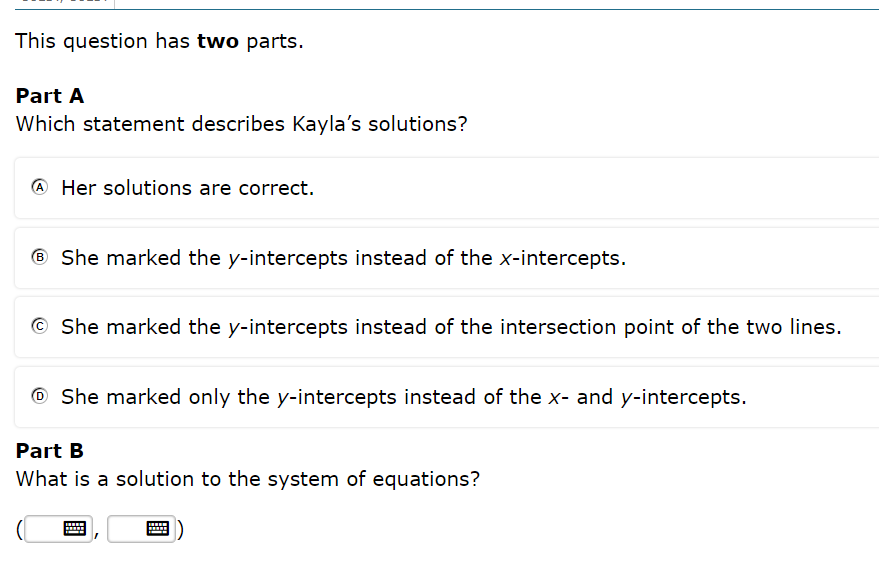 This question has two parts.
Part A
Which statement describes Kayla's solutions?
A Her solutions are correct.
B She marked the y-intercepts instead of the x-intercepts.
C She marked the y-intercepts instead of the intersection point of the two lines.
D She marked only the y-intercepts instead of the x- and y-intercepts.
Part B
What is a solution to the system of equations?
( , )